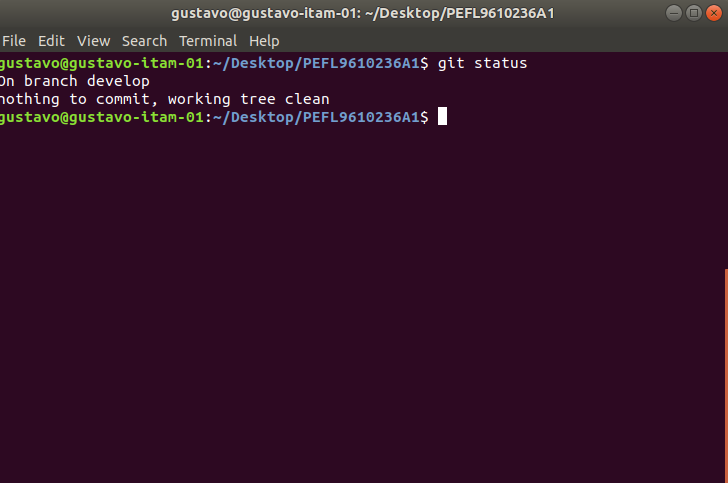 gustavo@gustavo-itam-01: ~/Desktop/PEFL9610236A1
File Edit View Search Terminal Help
gustavo@gustavo-itam-01:~/Desktop/PEFL9610236A1$ git status
On branch develop
nothing to commit, working tree clean
gustavo@gustavo-itam-01:~/Desktop/PEFL9610236A1$